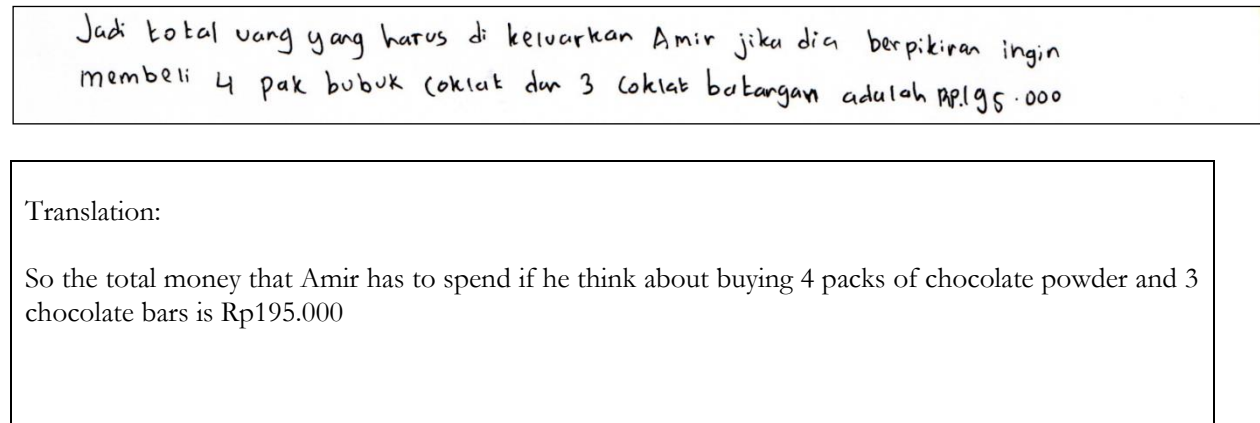 Jadi total uang yang harus di keluarkan Amir jika dia berpikiran ingin
membeli 4 pak bubuk coklat dan 3 coklat batangan adalah Rp.195.000
Translation:
So the total money that Amir has to spend if he think about buying 4 packs of chocolate powder and 3
chocolate bars is Rp195.000